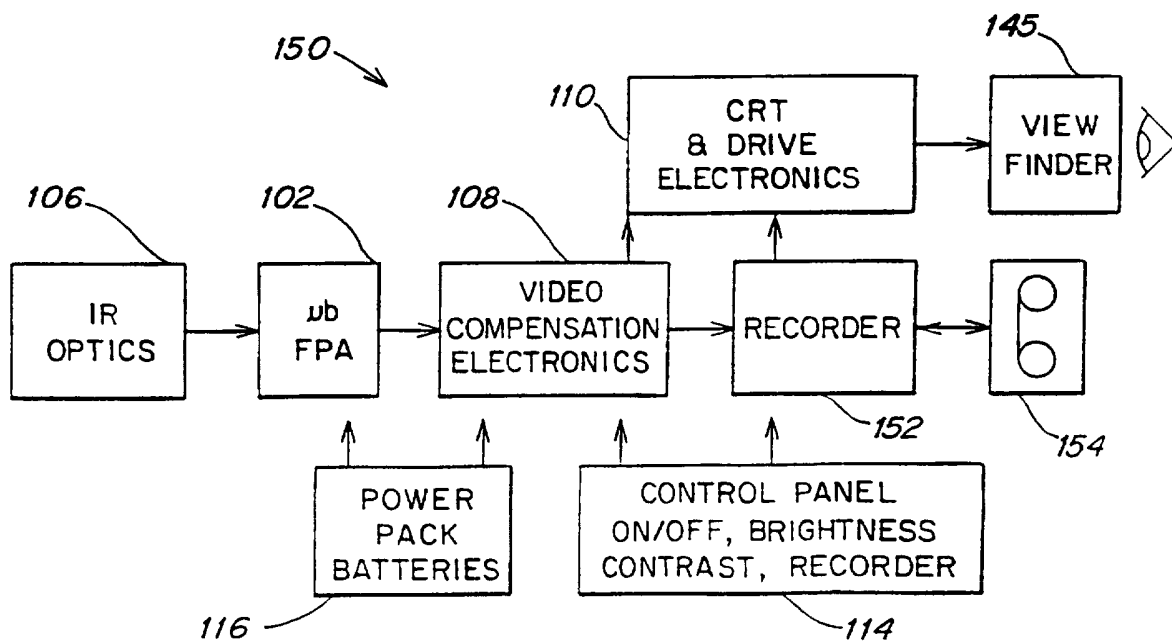 150
145
110
CRT
& DRIVE
ELECTRONICS
VIEW
FINDER
106
102
108
IR
OPTICS
μb
FPA
VIDEO
COMPENSATION
ELECTRONICS
RECORDER
152
154
POWER
PACK
BATTERIES
CONTROL PANEL
ON/OFF, BRIGHTNESS
CONTRAST, RECORDER
116
114